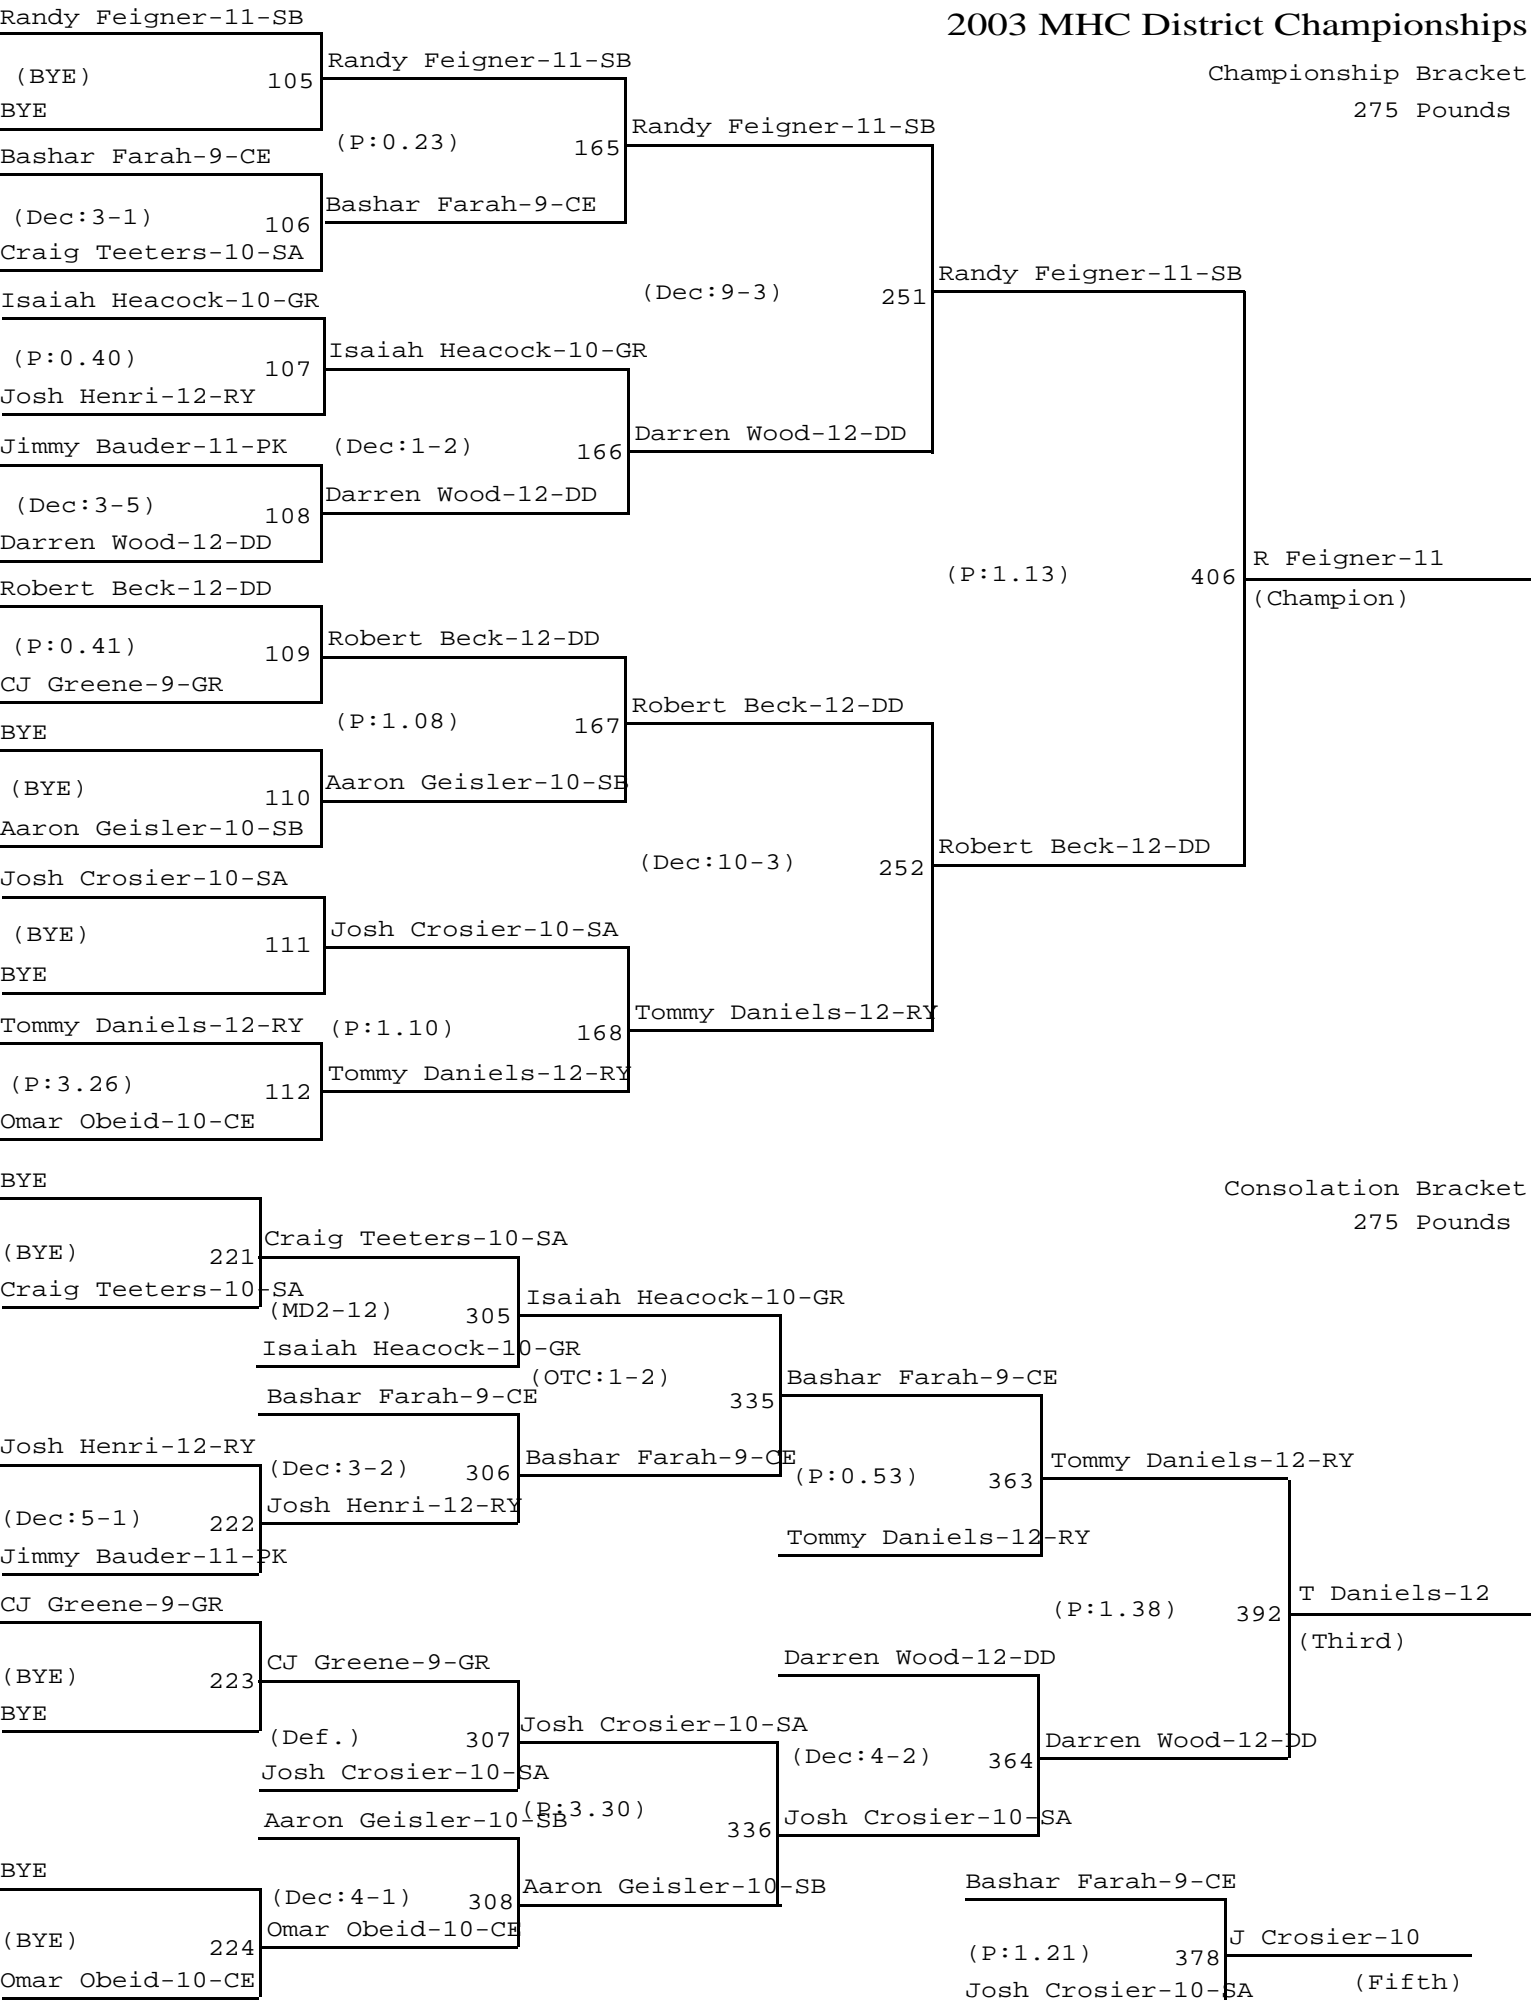 2003 MHC District Championships
Championship Bracket
275 Pounds
Randy Feigner-11-SB
(BYE)
105
BYE
Bashar Farah-9-CE
(Dec:3-1)
106
Craig Teeters-10-SA
Isaiah Heacock-10-GR
(P:0.40)
107
Josh Henri-12-RY
Jimmy Bauder-11-PK
(Dec:3-5)
108
Darren Wood-12-DD
Robert Beck-12-DD
(P:0.41)
109
CJ Greene-9-GR
BYE
(BYE)
110
Aaron Geisler-10-SB
Josh Crosier-10-SA
(BYE)
111
BYE
Tommy Daniels-12-RY
(P:3.26)
112
Omar Obeid-10-CE
Randy Feigner-11-SB
(P:0.23)
165
Bashar Farah-9-CE
Isaiah Heacock-10-GR
(Dec:1-2)
166
Darren Wood-12-DD
Robert Beck-12-DD
(P:1.08)
167
Aaron Geisler-10-SB
Josh Crosier-10-SA
(P:1.10)
168
Tommy Daniels-12-RY
Randy Feigner-11-SB
(Dec:9-3)
251
Darren Wood-12-DD
Robert Beck-12-DD
(Dec:10-3)
252
Tommy Daniels-12-RY
Randy Feigner-11-SB
(P:1.13)
406
Robert Beck-12-DD
R Feigner-11
(Champion)
Consolation Bracket
275 Pounds
BYE
(BYE)
221
Craig Teeters-10-SA
Josh Henri-12-RY
(Dec:5-1)
222
Jimmy Bauder-11-PK
CJ Greene-9-GR
(BYE)
223
BYE
BYE
(BYE)
224
Omar Obeid-10-CE
Craig Teeters-10-SA
(MD2-12)
305
Isaiah Heacock-10-GR
Bashar Farah-9-CE
(Dec:3-2)
306
Josh Henri-12-RY
CJ Greene-9-GR
(Def.)
307
Josh Crosier-10-SA
Aaron Geisler-10-SB
(Dec:4-1)
308
Omar Obeid-10-CE
Isaiah Heacock-10-GR
(OTC:1-2)
335
Bashar Farah-9-CE
Josh Crosier-10-SA
(P:3.30)
336
Aaron Geisler-10-SB
Bashar Farah-9-CE
(P:0.53)
363
Tommy Daniels-12-RY
Darren Wood-12-DD
(Dec:4-2)
364
Josh Crosier-10-SA
Tommy Daniels-12-RY
(P:1.38)
392
Darren Wood-12-DD
T Daniels-12
(Third)
Bashar Farah-9-CE
(P:1.21)
378
Josh Crosier-10-SA
J Crosier-10
(Fifth)